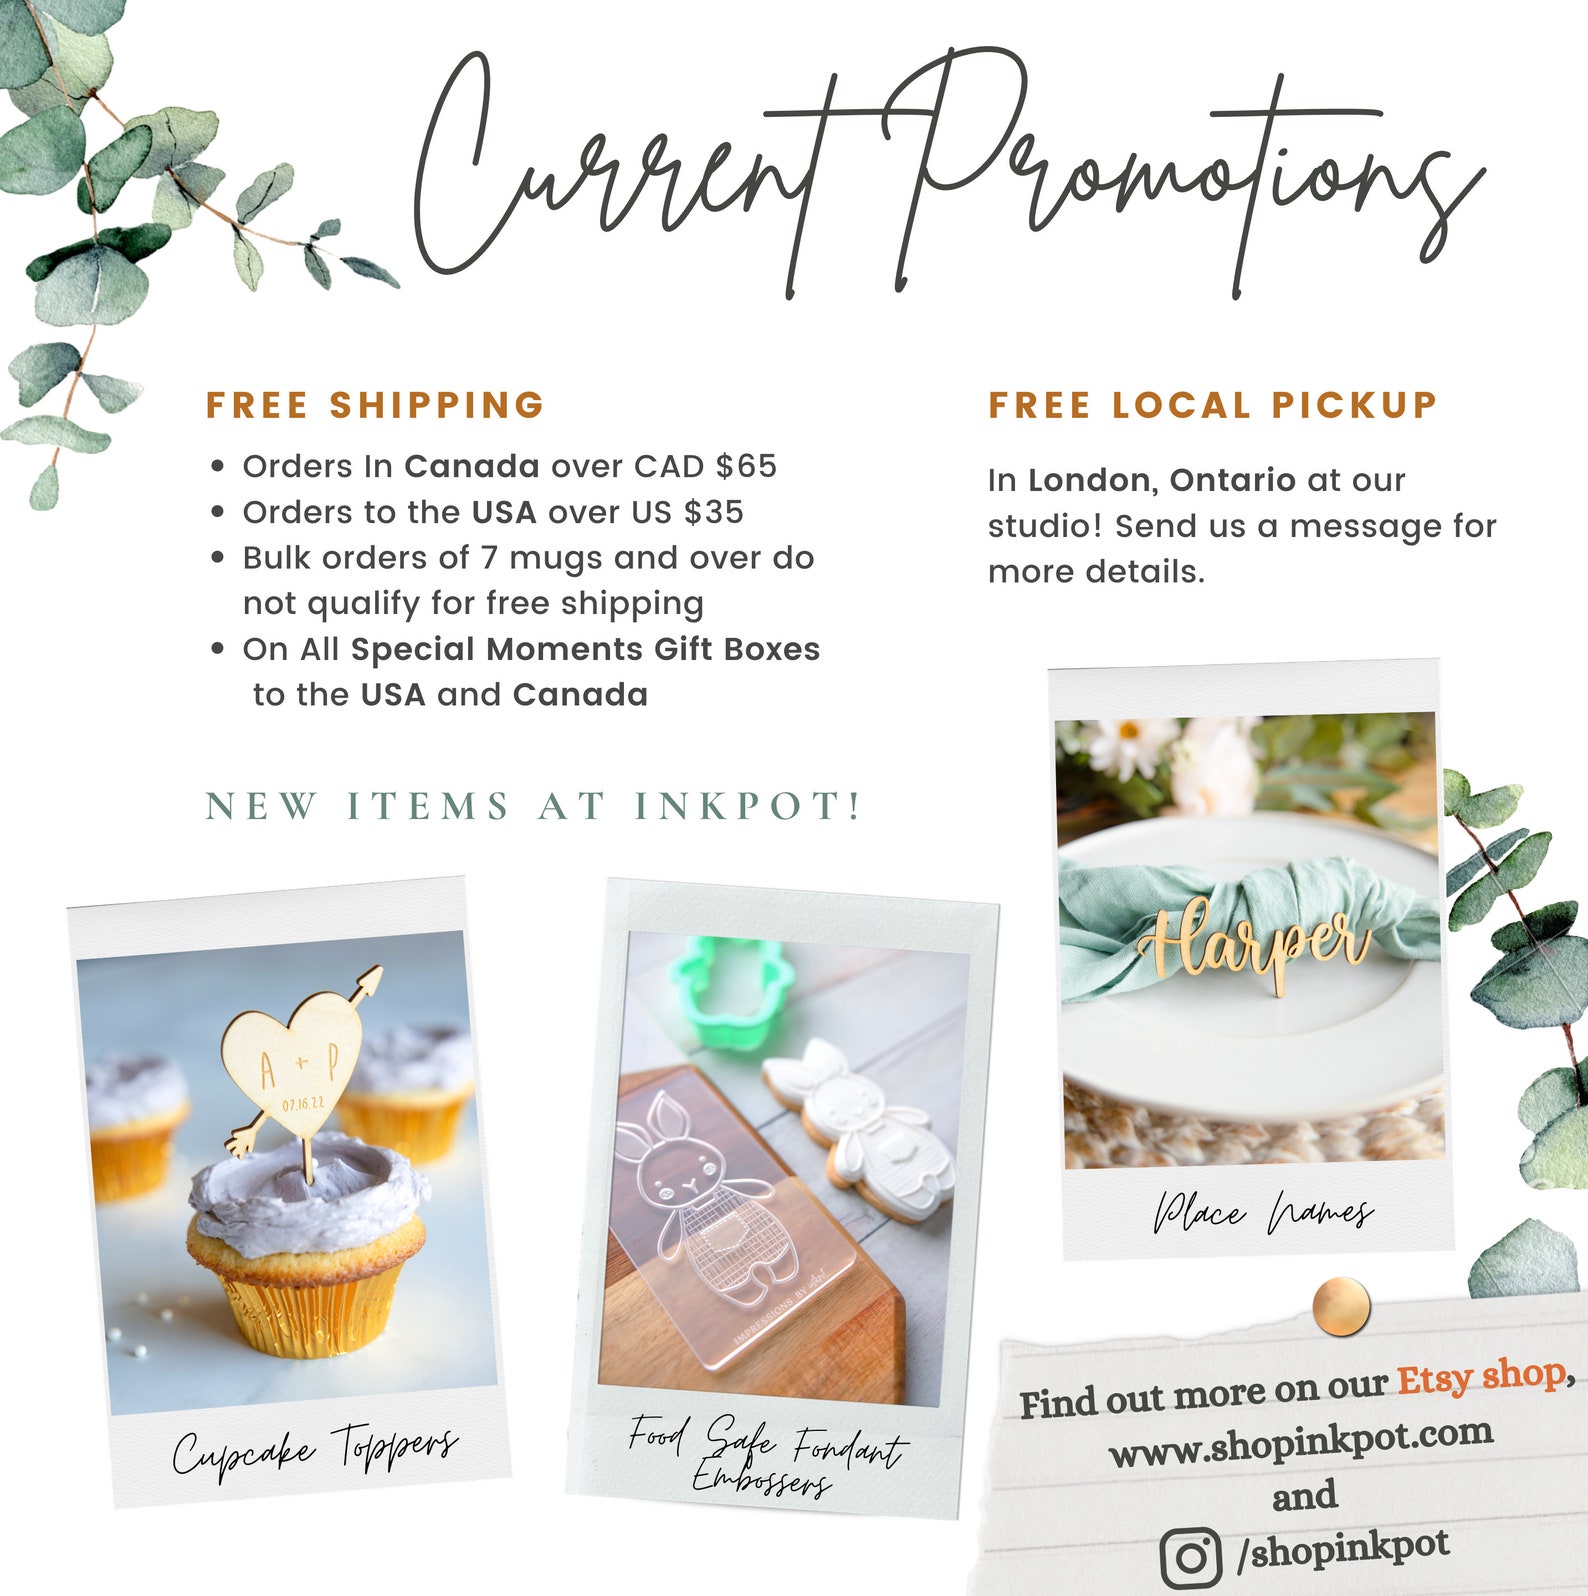 Current Promotions
FREE SHIPPING
• Orders In Canada over CAD $65
• Orders to the USA over US $35
• Bulk orders of 7 mugs and over do
not qualify for free shipping
• On All Special Moments Gift Boxes
to the USA and Canada
FREE LOCAL PICKUP
In London, Ontario at our
studio! Send us a message for
more details.
NEW ITEMS AT INKPOT!
A + P
07.16.22
Cupcake Toppers
IMPRESSIONS BY inkpot
Food Safe Fondant
Embossers
Harper
Place Names
Find out more on our Etsy shop,
www.shopinkpot.com
and
/shopinkpot